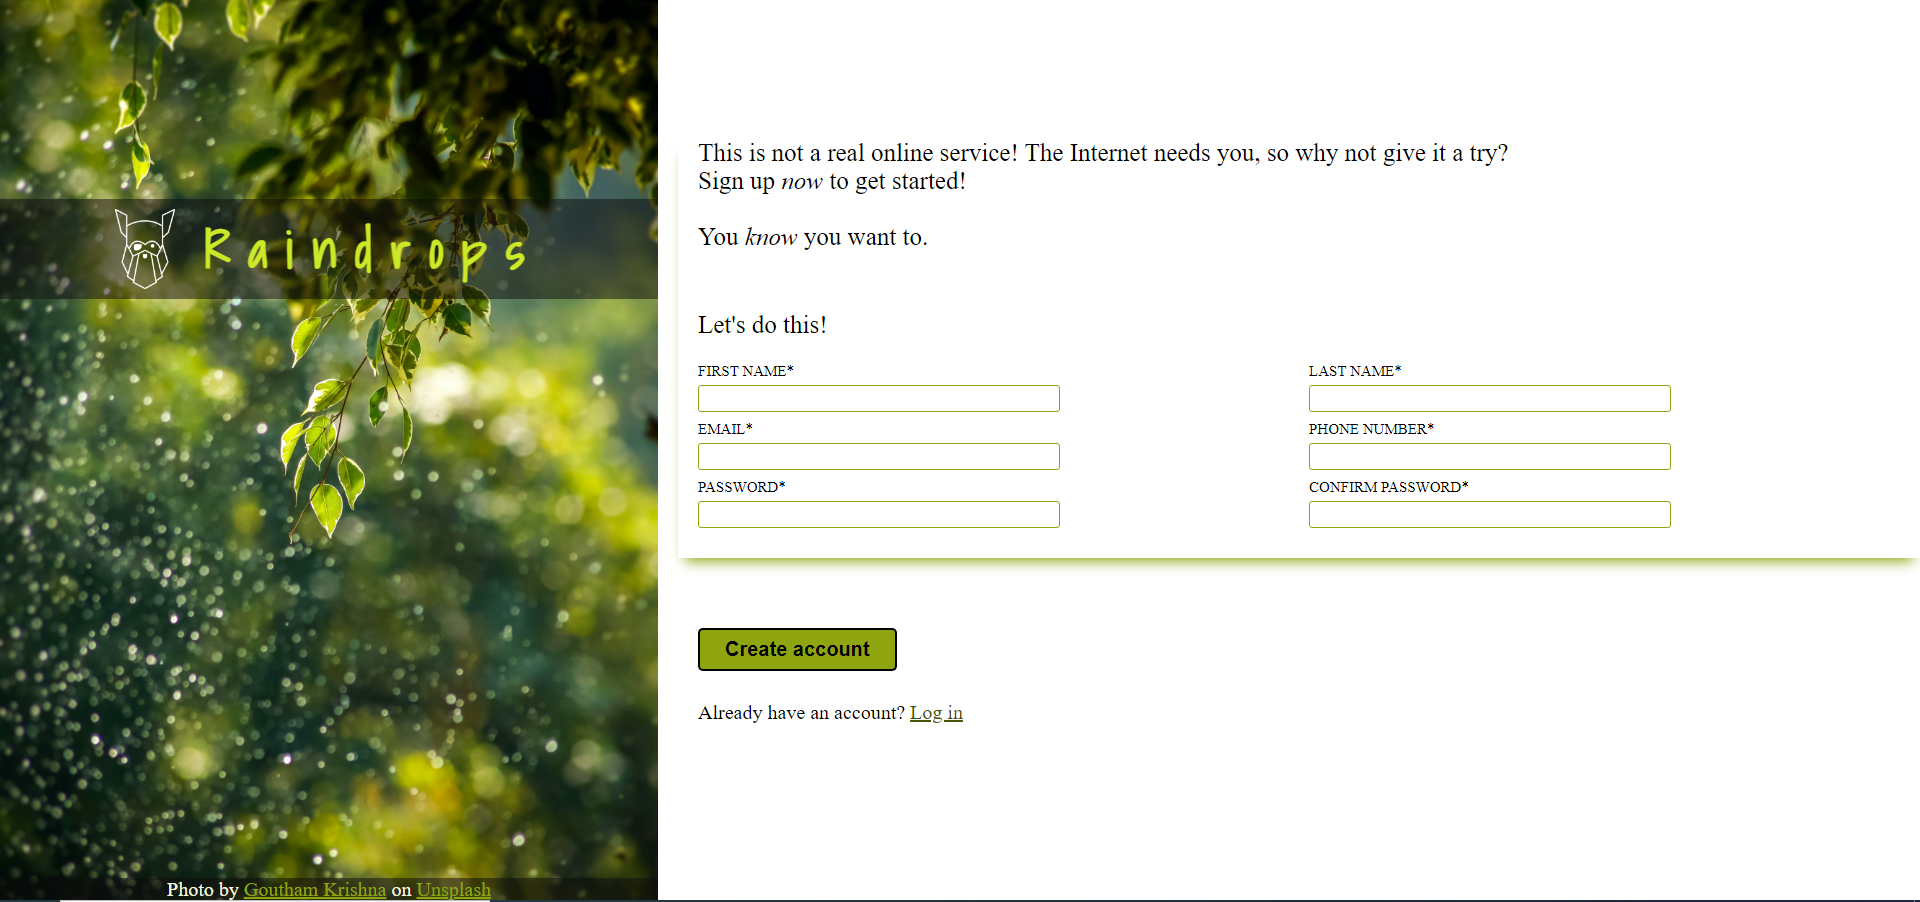 Raindrops
This is not a real online service! The Internet needs you, so why not give it a try?
Sign up now to get started!
You know you want to.
Let's do this!
FIRST NAME*
LAST NAME*
EMAIL*
PHONE NUMBER*
PASSWORD*
CONFIRM PASSWORD*
Create account
Already have an account? Log in
Photo by Goutham Krishna on Unsplash